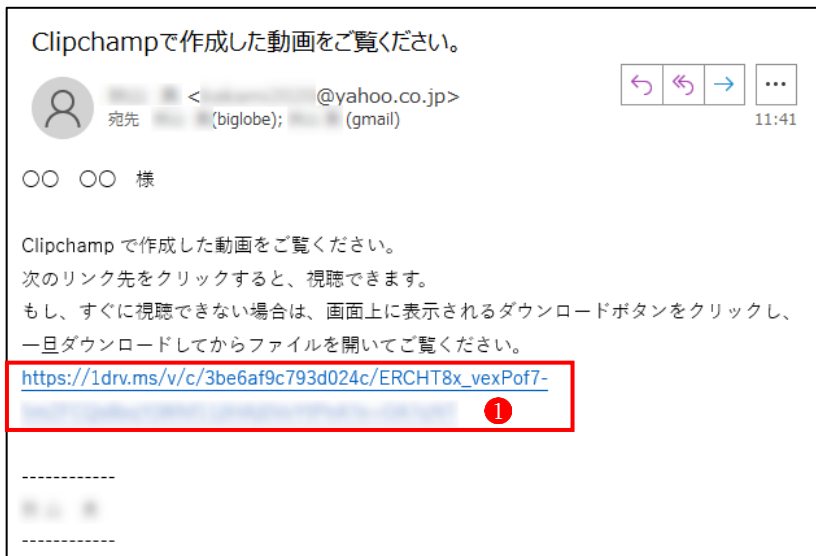 Clipchampで作成した動画をご覧ください。
< @yahoo.co.jp>
宛先 (biglobe); (gmail)
11:41
〇〇 〇〇 様
Clipchamp で作成した動画をご覧ください。
次のリンク先をクリックすると、視聴できます。
もし、すぐに視聴できない場合は、画面上に表示されるダウンロードボタンをクリックし、
一旦ダウンロードしてからファイルを開いてご覧ください。
https://1drv.ms/v/c/3be6af9c793d024c/ERCHT8x_vexPof7-
1
------------
------------